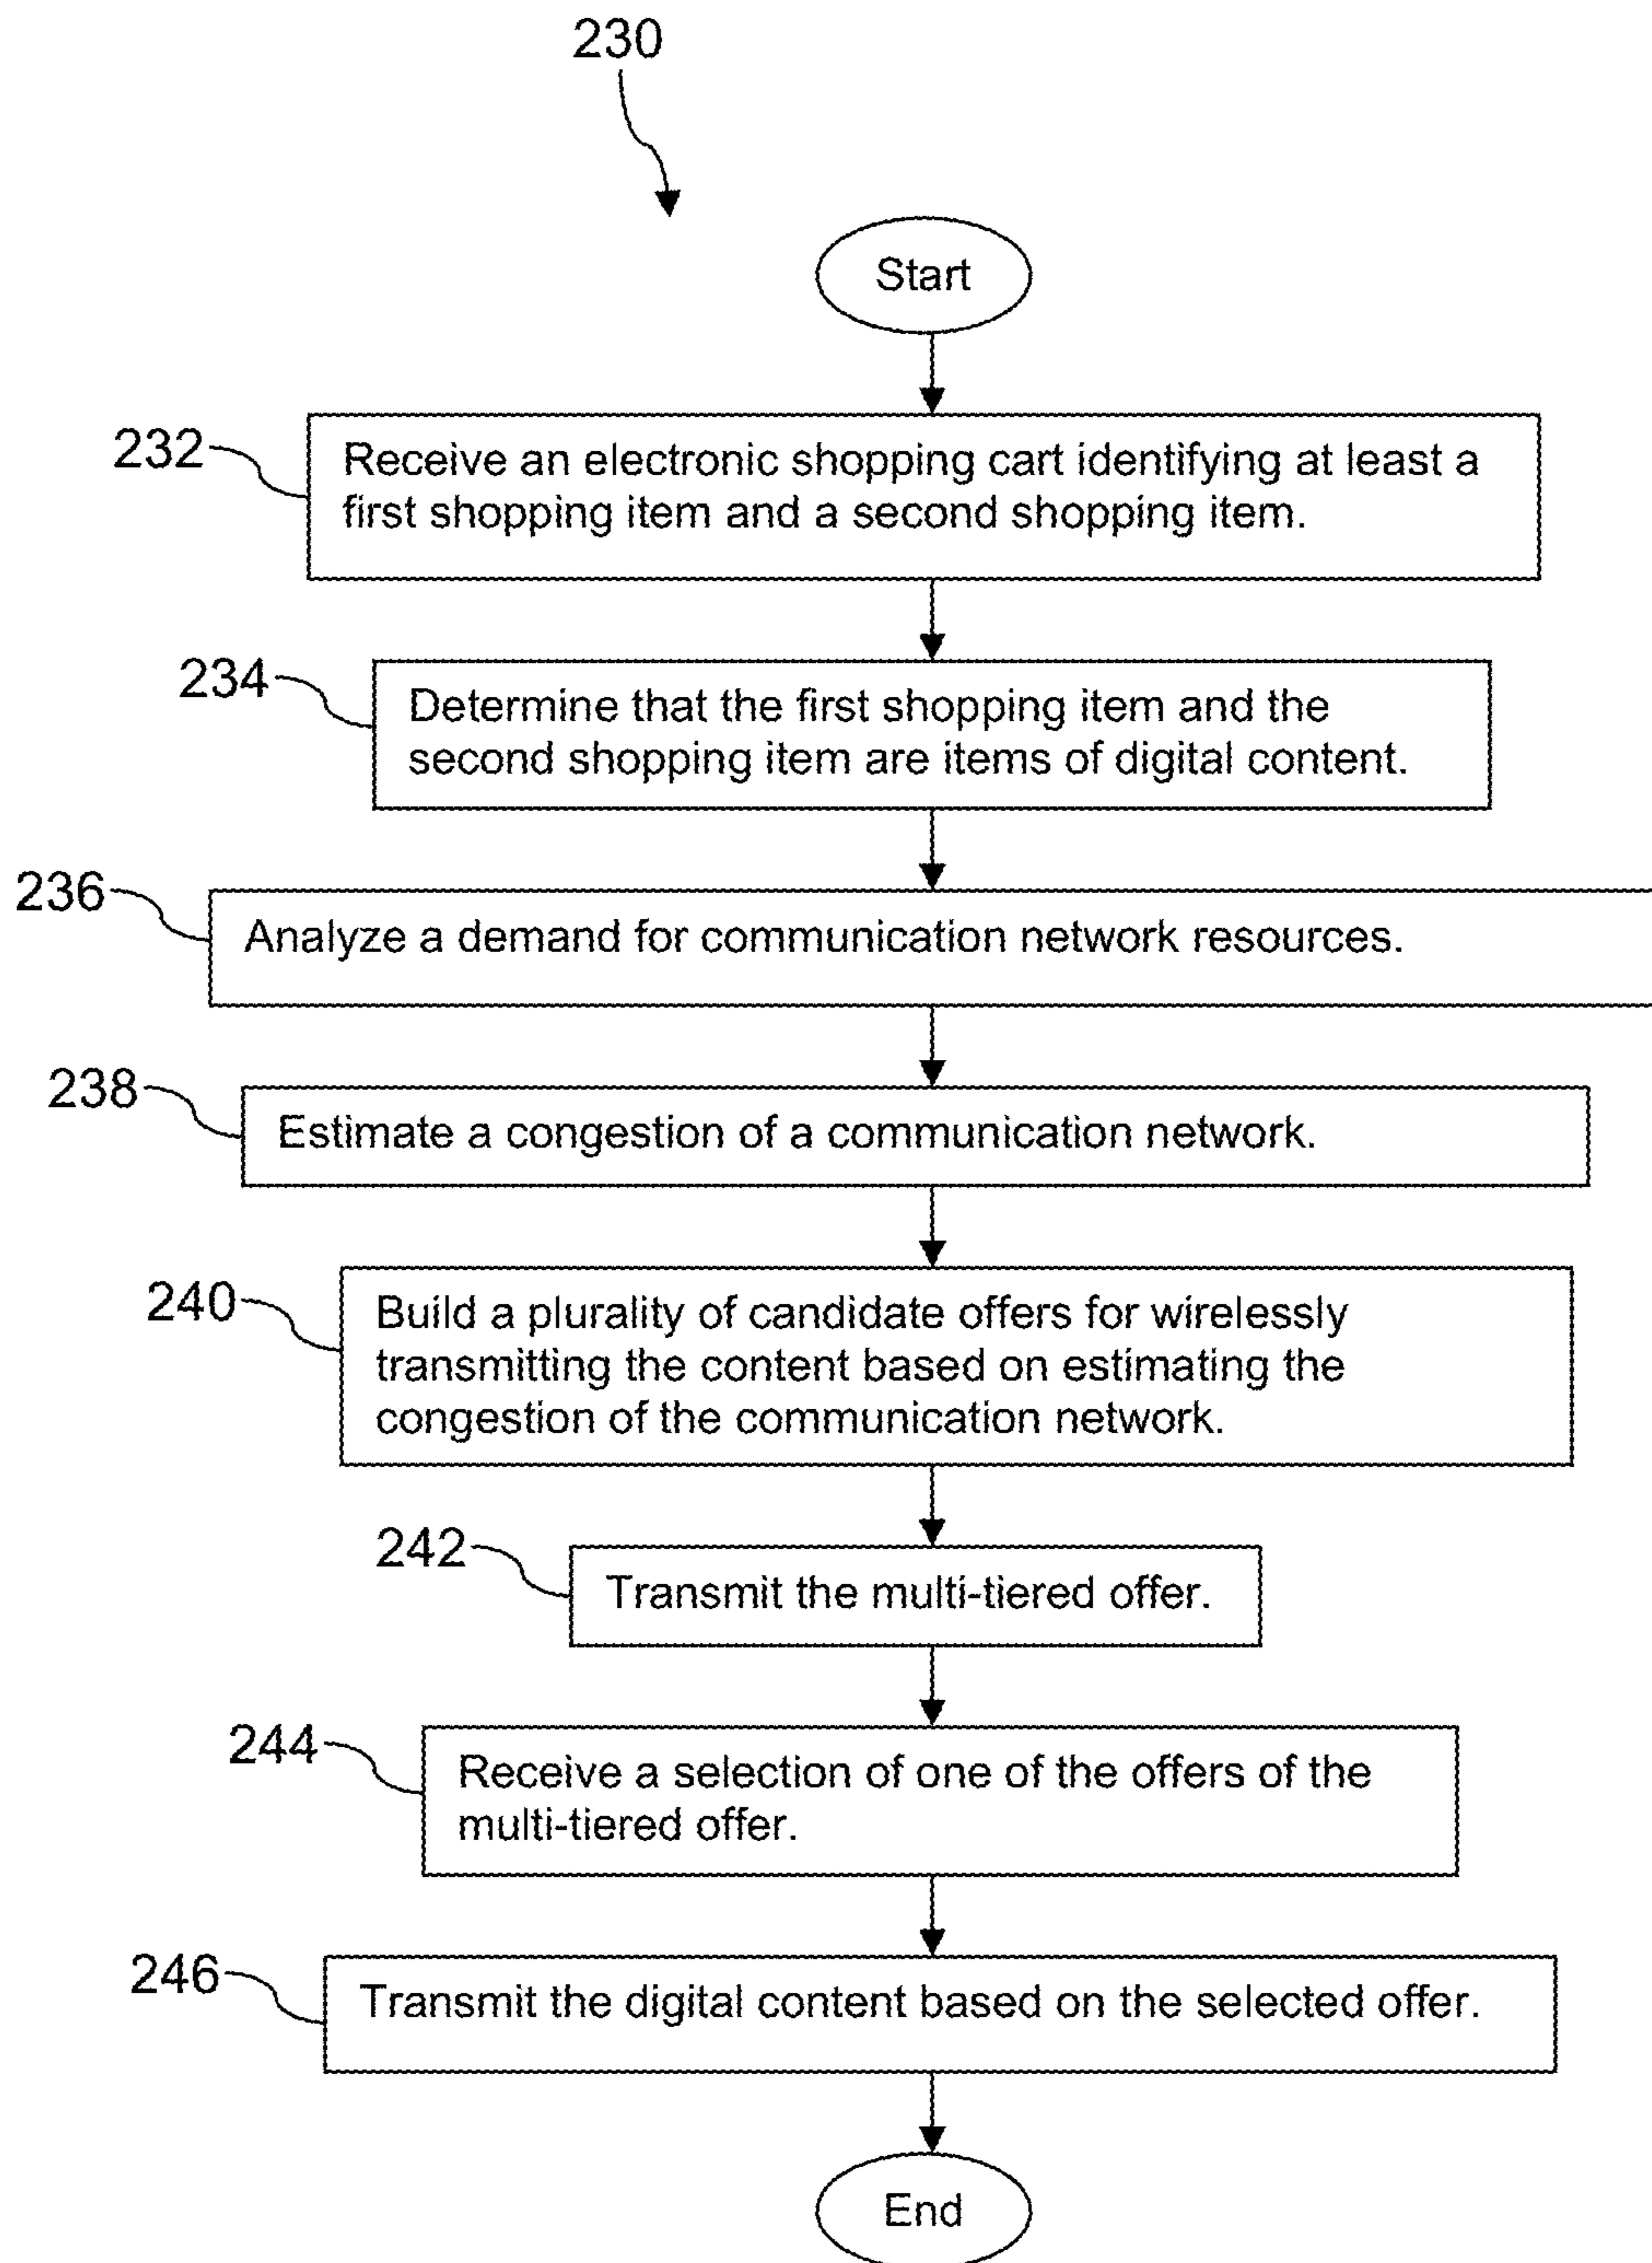 230
Start
232
Receive an electronic shopping cart identifying at least a
first shopping item and a second shopping item.
234
Determine that the first shopping item and the
second shopping item are items of digital content.
236
Analyze a demand for communication network resources.
238
Estimate a congestion of a communication network.
240
Build a plurality of candidate offers for wirelessly
transmitting the content based on estimating the
congestion of the communication network.
242
Transmit the multi-tiered offer.
244
Receive a selection of one of the offers of the
multi-tiered offer.
246
Transmit the digital content based on the selected offer.
End